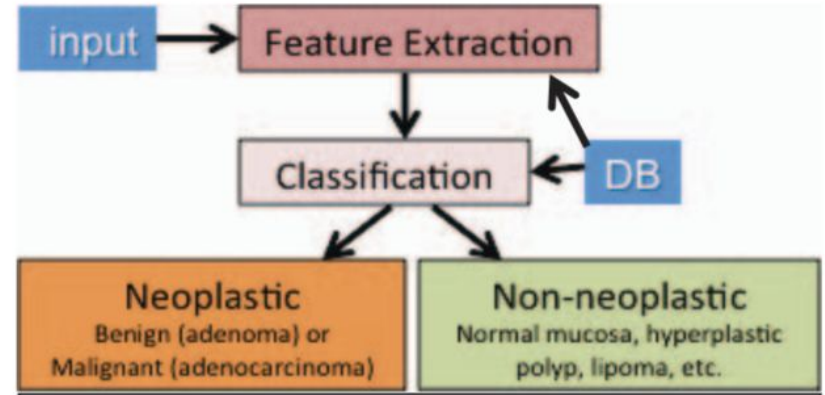 input
Feature Extraction
Classification
DB
Neoplastic
Benign (adenoma) or
Malignant (adenocarcinoma)
Non-neoplastic
Normal mucosa, hyperplastic
polyp, lipoma, etc.